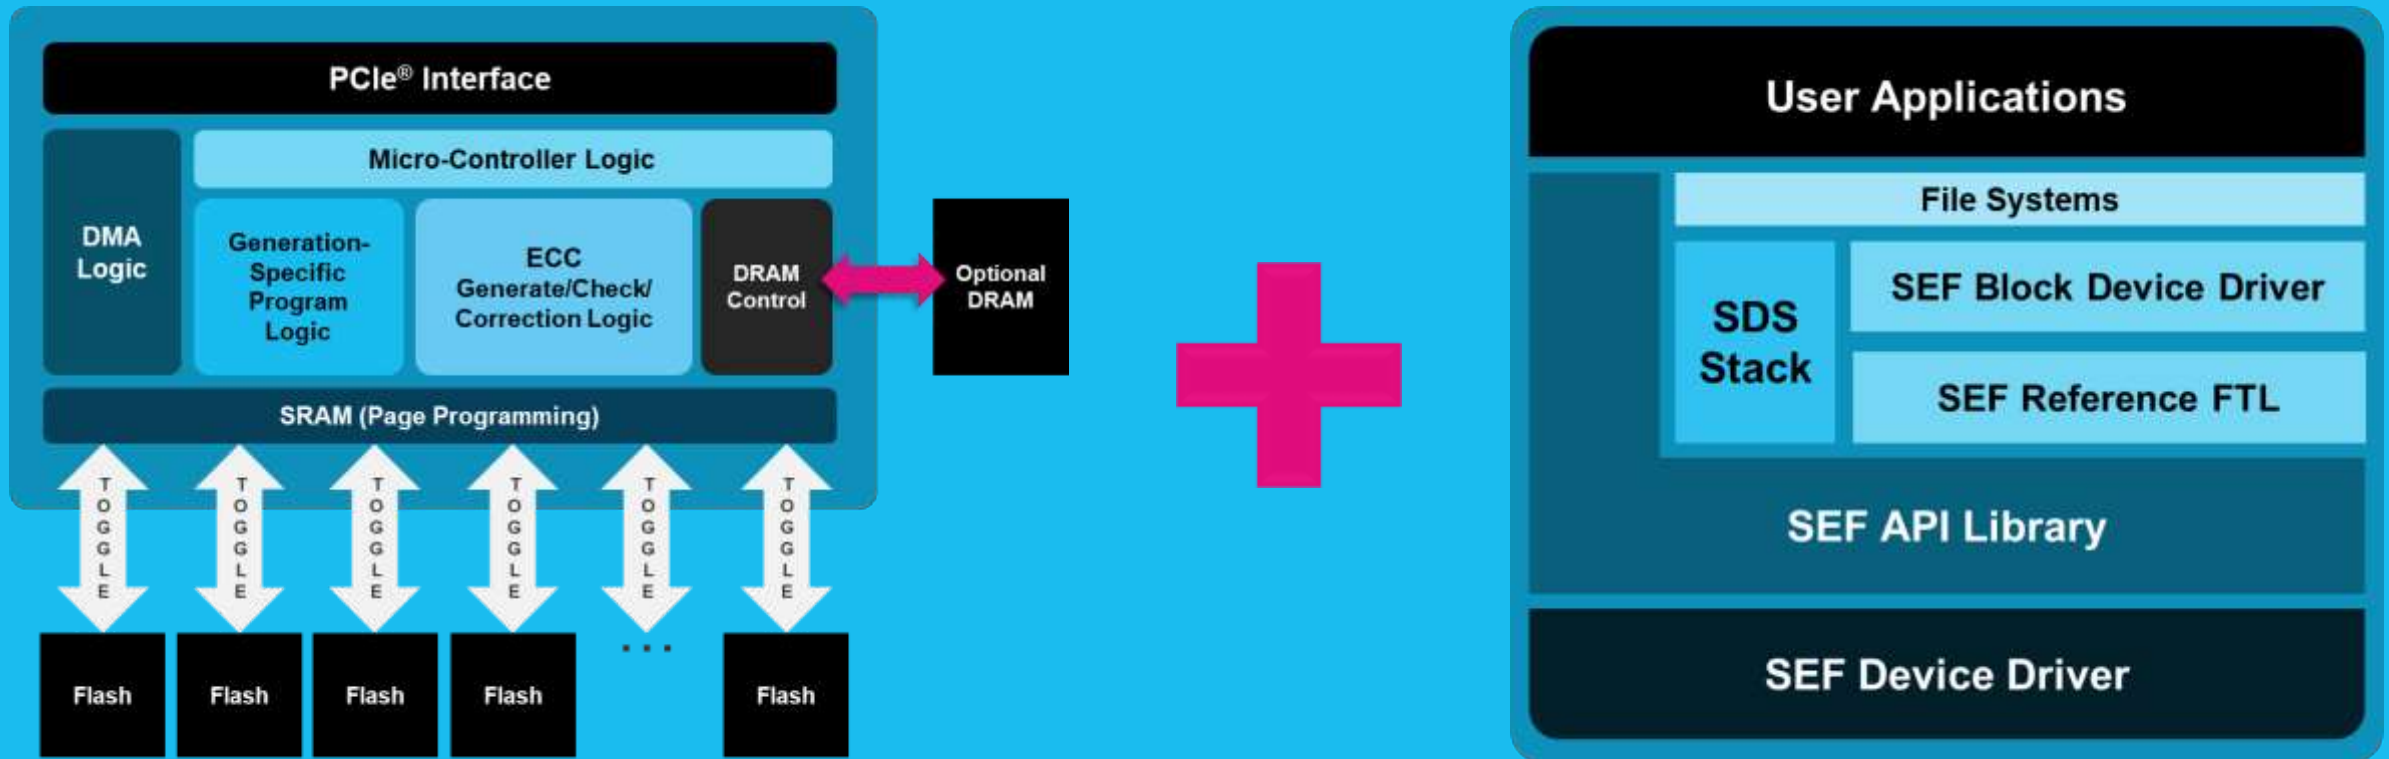 PCIe® Interface
Micro-Controller Logic
DMA
Logic
Generation-
Specific
Program
Logic
ECC
Generate/Check/
Correction Logic
DRAM
Control
Optional
DRAM
SRAM (Page Programming)
TOGGLE
TOGGLE
TOGGLE
TOGGLE
TOGGLE
TOGGLE
Flash
Flash
Flash
Flash
...
Flash
User Applications
File Systems
SDS
Stack
SEF Block Device Driver
SEF Reference FTL
SEF API Library
SEF Device Driver